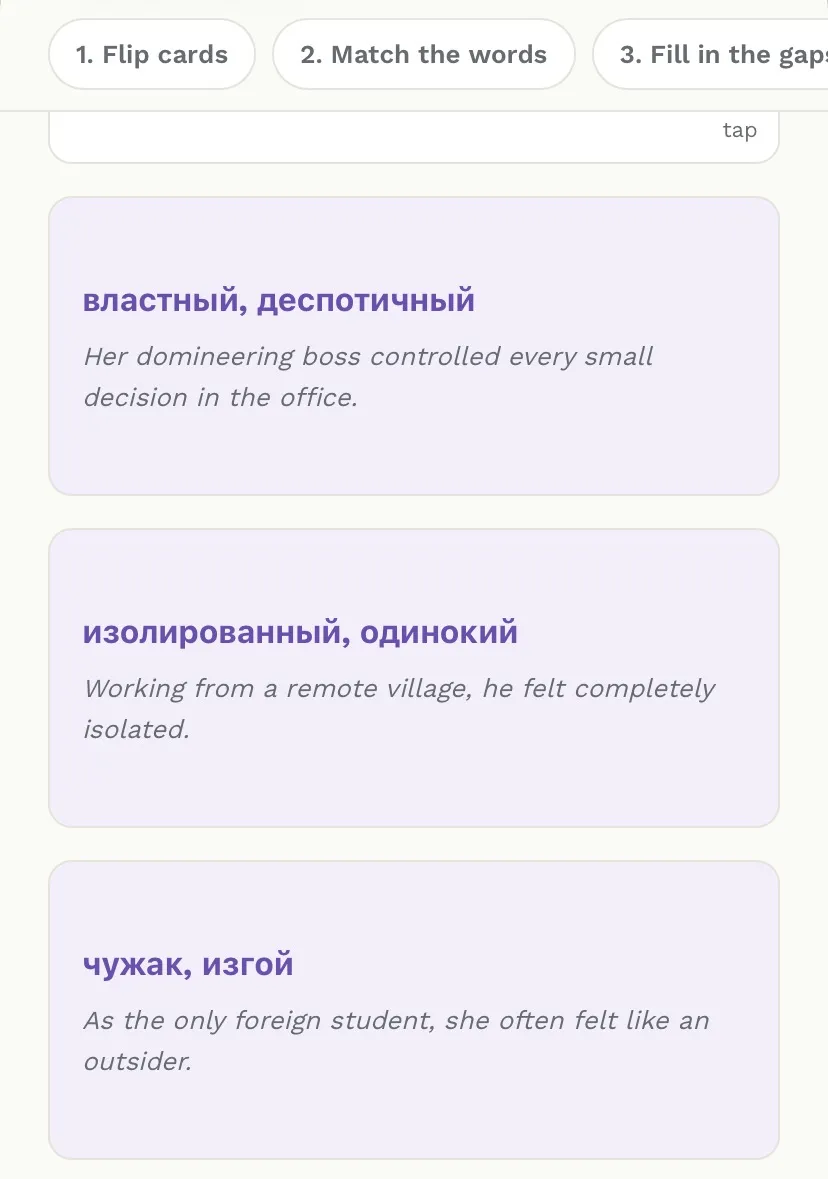 1. Flip cards
2. Match the words
3. Fill in the gaps
tap
властный, деспотичный
Her domineering boss controlled every small
decision in the office.
изолированный, одинокий
Working from a remote village, he felt completely
isolated.
чужак, изгой
As the only foreign student, she often felt like an
outsider.